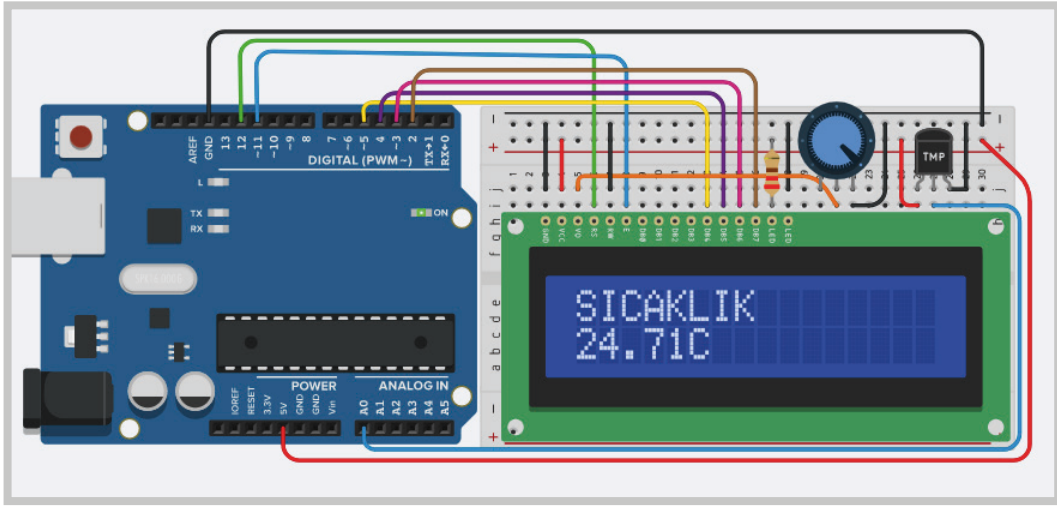 AREF
GND
13
12
~11
~10
~9
8
7
~6
~5
4
~3
2
TX→1
RX←0
DIGITAL (PWM~)
L
TX
RX
ON
POWER
ANALOG IN
IOREF
RESET
3.3V
5V
GND
GND
Vin
A0
A1
A2
A3
A4
A5
TMP
GND
VCC
VO
RS
RW
E
DB0
DB1
DB2
DB3
DB4
DB5
DB6
DB7
LED
LED
SICAKLIK
24.71C